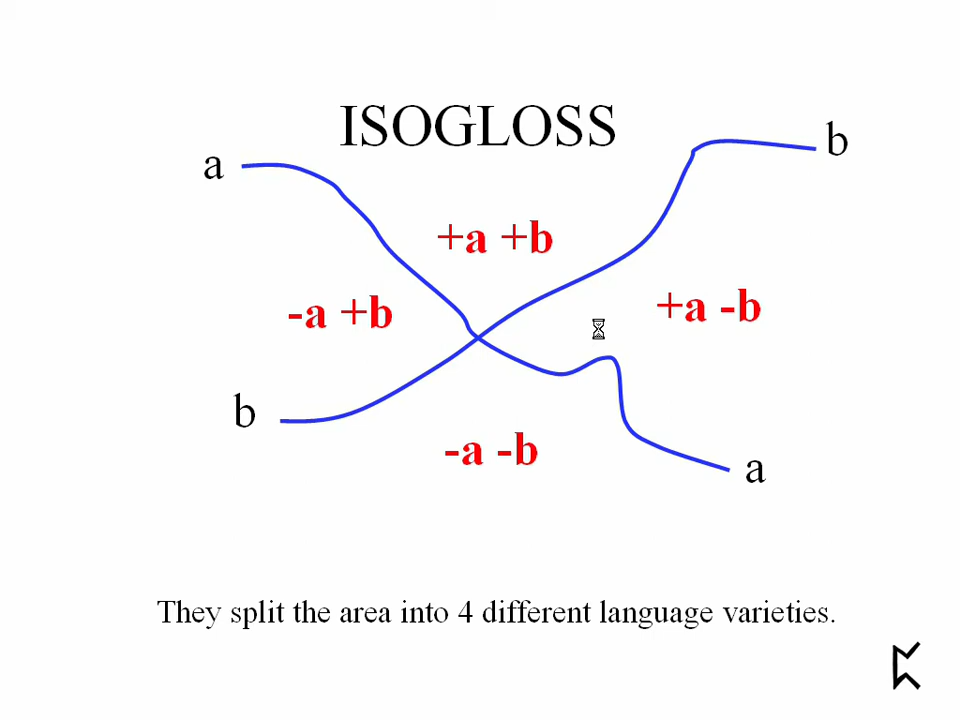 ISOGLOSS
a
b
+a +b
-a +b
+a -b
b
-a -b
a
They split the area into 4 different language varieties.